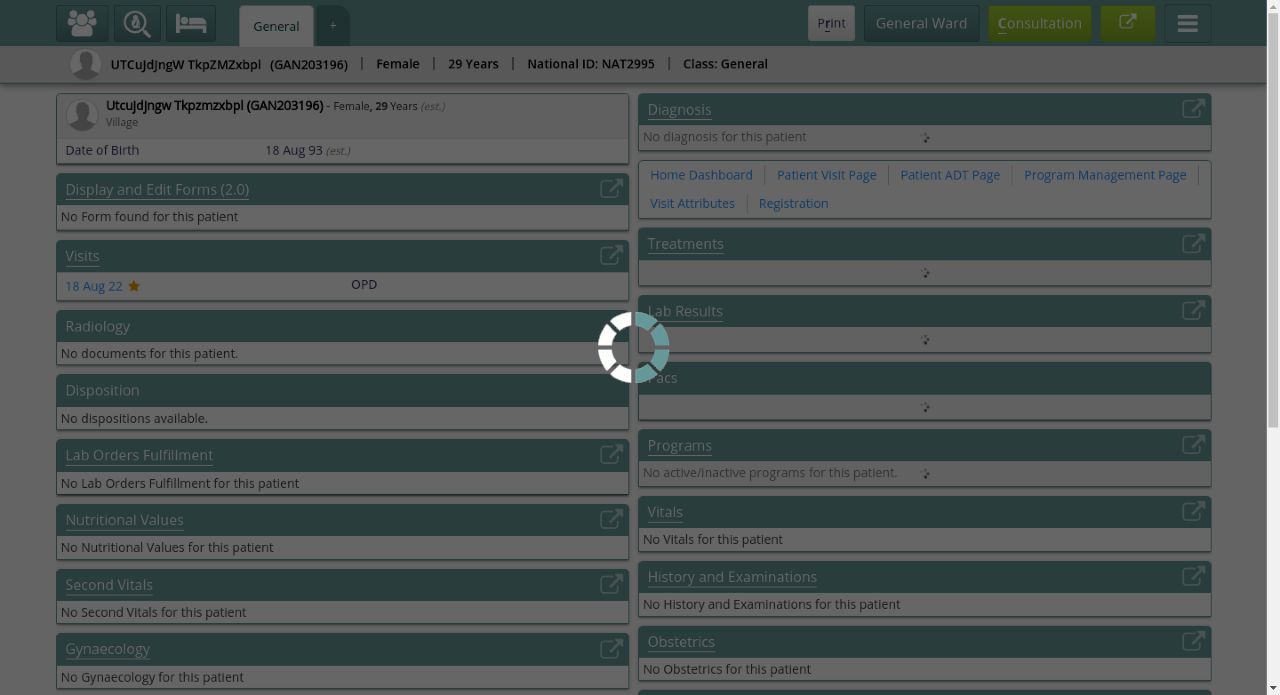 General
+
Print
General Ward
Consultation
UTCuJdJngW TkpZMZxbpl (GAN203196) | Female | 29 Years | National ID: NAT2995 | Class: General
UtcuJdJngw Tkpzmzxbpl (GAN203196) - Female, 29 Years (est.)
Village
Date of Birth 18 Aug 93 (est.)
Display and Edit Forms (2.0)
No Form found for this patient
Visits
18 Aug 22 OPD
Radiology
No documents for this patient.
Disposition
No dispositions available.
Lab Orders Fulfillment
No Lab Orders Fulfillment for this patient
Nutritional Values
No Nutritional Values for this patient
Second Vitals
No Second Vitals for this patient
Gynaecology
No Gynaecology for this patient
Diagnosis
No diagnosis for this patient
Home Dashboard | Patient Visit Page | Patient ADT Page | Program Management Page |
Visit Attributes | Registration
Treatments
Lab Results
Pacs
Programs
No active/inactive programs for this patient.
Vitals
No Vitals for this patient
History and Examinations
No History and Examinations for this patient
Obstetrics
No Obstetrics for this patient